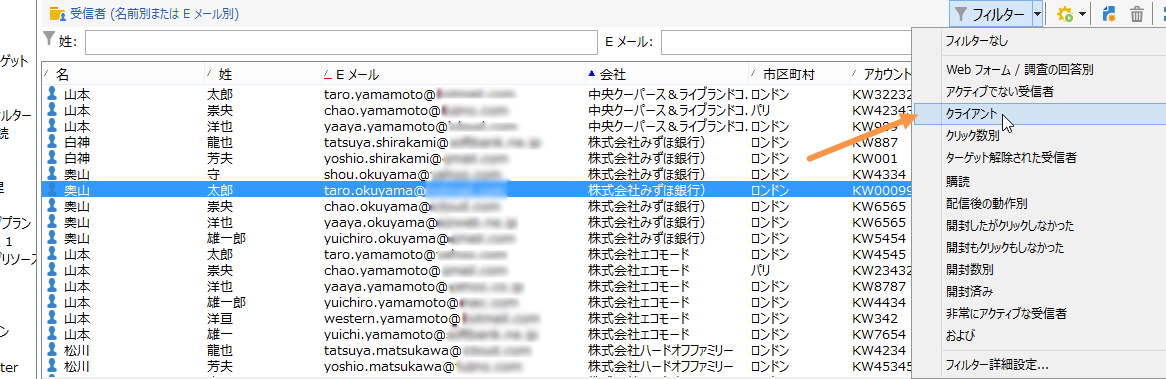 受信者 (名前別または E メール別)
フィルター
姓:
E メール:
名 姓 E メール 会社 市区町村 アカウント
山本 太郎 taro.yamamoto@ 中央クーパース＆ライブランドコ. ロンドン KW32232
山本 崇央 chao.yamamoto@ 中央クーパース＆ライブランドコ. パリ KW42343
山本 洋也 yaaya.yamamoto@ 中央クーパース＆ライブランドコ. ロンドン
白神 龍也 tatsuya.shirakami@ 株式会社みずほ銀行） ロンドン KW887
白神 芳夫 yoshio.shirakami@ 株式会社みずほ銀行） ロンドン KW001
奥山 守 shou.okuyama@ 株式会社みずほ銀行） ロンドン KW4334
奥山 太郎 taro.okuyama@ 株式会社みずほ銀行） ロンドン KW00099
奥山 崇央 chao.okuyama@ 株式会社みずほ銀行） ロンドン KW6565
奥山 洋也 yaaya.okuyama@ 株式会社みずほ銀行） ロンドン KW6565
奥山 雄一郎 yuichiro.okuyama@ 株式会社みずほ銀行） ロンドン KW5454
山本 太郎 taro.yamamoto@ 株式会社エコモード ロンドン KW4545
山本 崇央 chao.yamamoto@ 株式会社エコモード パリ KW23432
山本 洋也 yaaya.yamamoto@ 株式会社エコモード ロンドン KW8787
山本 雄一郎 yuichiro.yamamoto@ 株式会社エコモード ロンドン KW4434
山本 洋亘 western.yamamoto@ 株式会社エコモード ロンドン KW342
山本 雄一 yuichi.yamamoto@ 株式会社エコモード ロンドン KW7654
松川 龍也 tatsuya.matsukawa@ 株式会社ハードオフファミリー ロンドン KW4234
松川 芳夫 yoshio.matsukawa@ 株式会社ハードオフファミリー ロンドン KW45345
フィルターなし
Web フォーム / 調査の回答別
アクティブでない受信者
クライアント
クリック数別
ターゲット解除された受信者
購読
配信後の動作別
開封したがクリックしなかった
開封もクリックもしなかった
開封数別
開封済み
非常にアクティブな受信者
および
フィルター詳細設定...
ゲット
ルター
読
プラン
1
リソース
ter